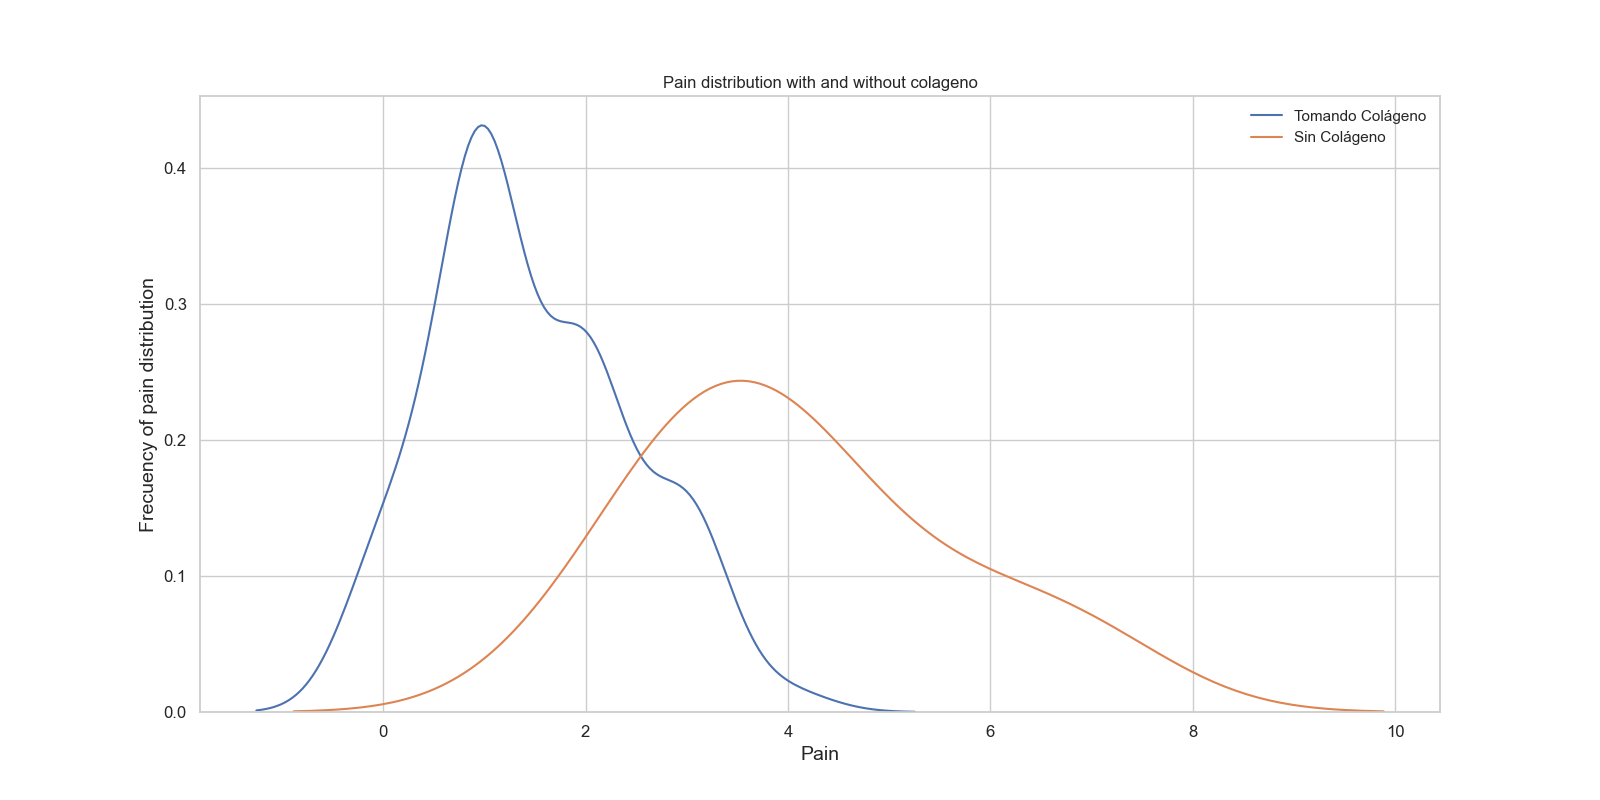 Pain distribution with and without colageno
Tomando Colágeno
Sin Colágeno
Frecuency of pain distribution
0.4
0.3
0.2
0.1
0.0
0 2 4 6 8 10
Pain